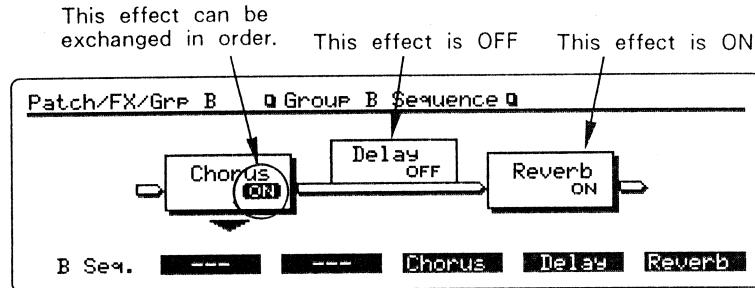 This effect can be
exchanged in order.
This effect is OFF
This effect is ON
Patch/FX/Grp B
Group B Sequence
Chorus
ON
Delay
OFF
Reverb
ON
B Seq. --- --- Chorus Delay Reverb